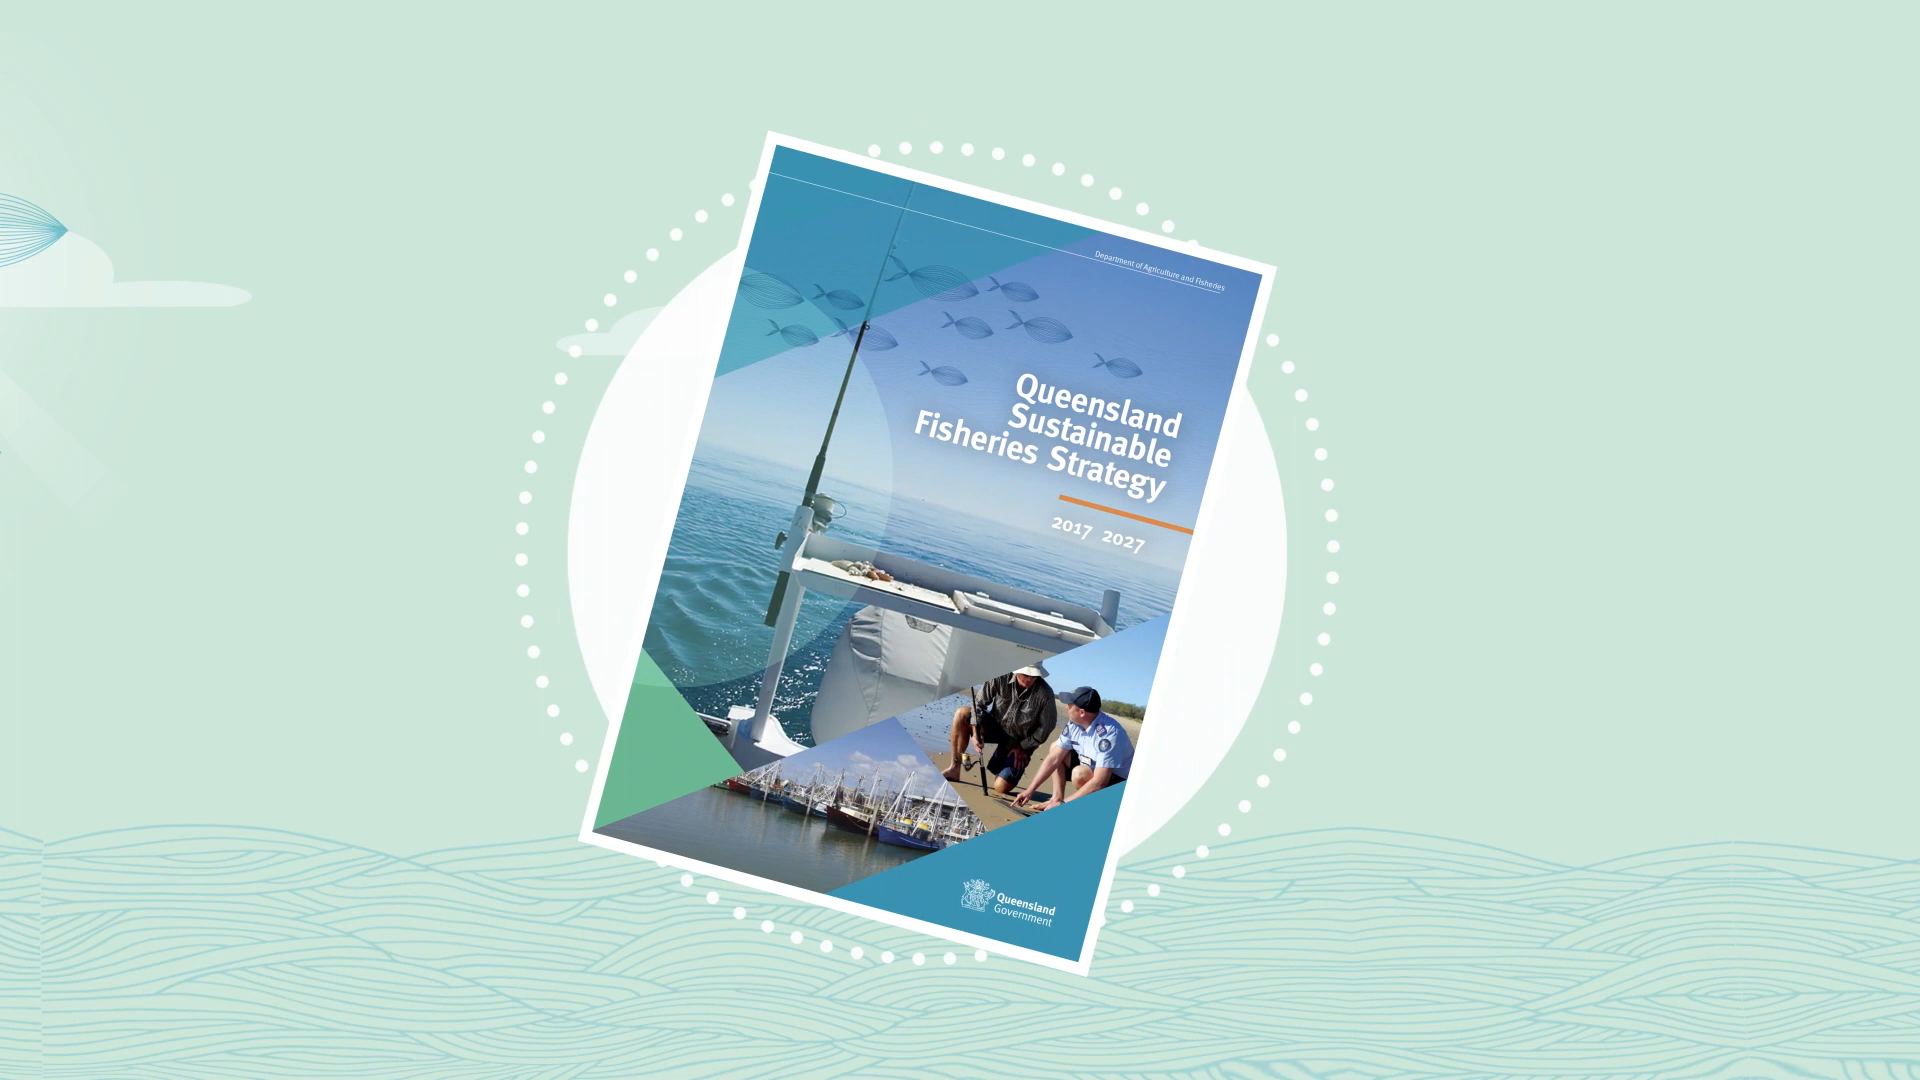 Department of Agriculture and Fisheries
Queensland
Sustainable
Fisheries Strategy
2017 2027
Queensland
Government